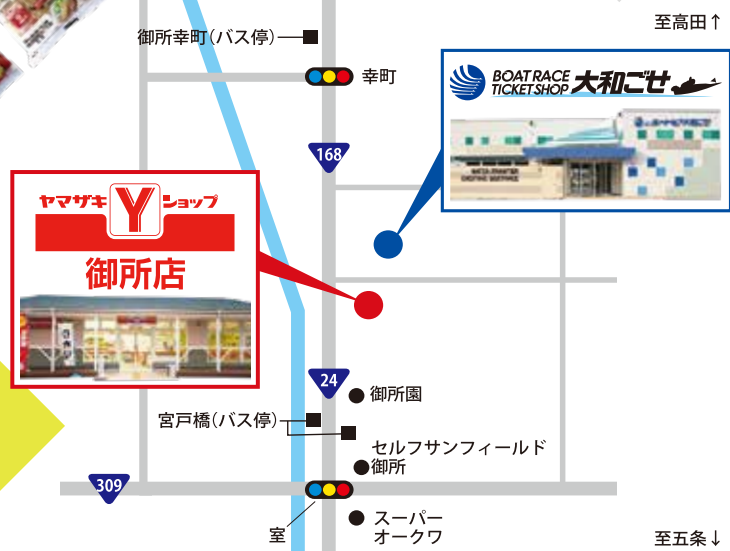 至高田↑
御所幸町（バス停）
幸町
BOAT RACE
TICKET SHOP 大和ごせ
168
ヤマザキ Y ショップ
御所店
24
御所園
宮戸橋（バス停）
セルフサンフィールド
御所
309
室
スーパー
オークワ
至五条↓